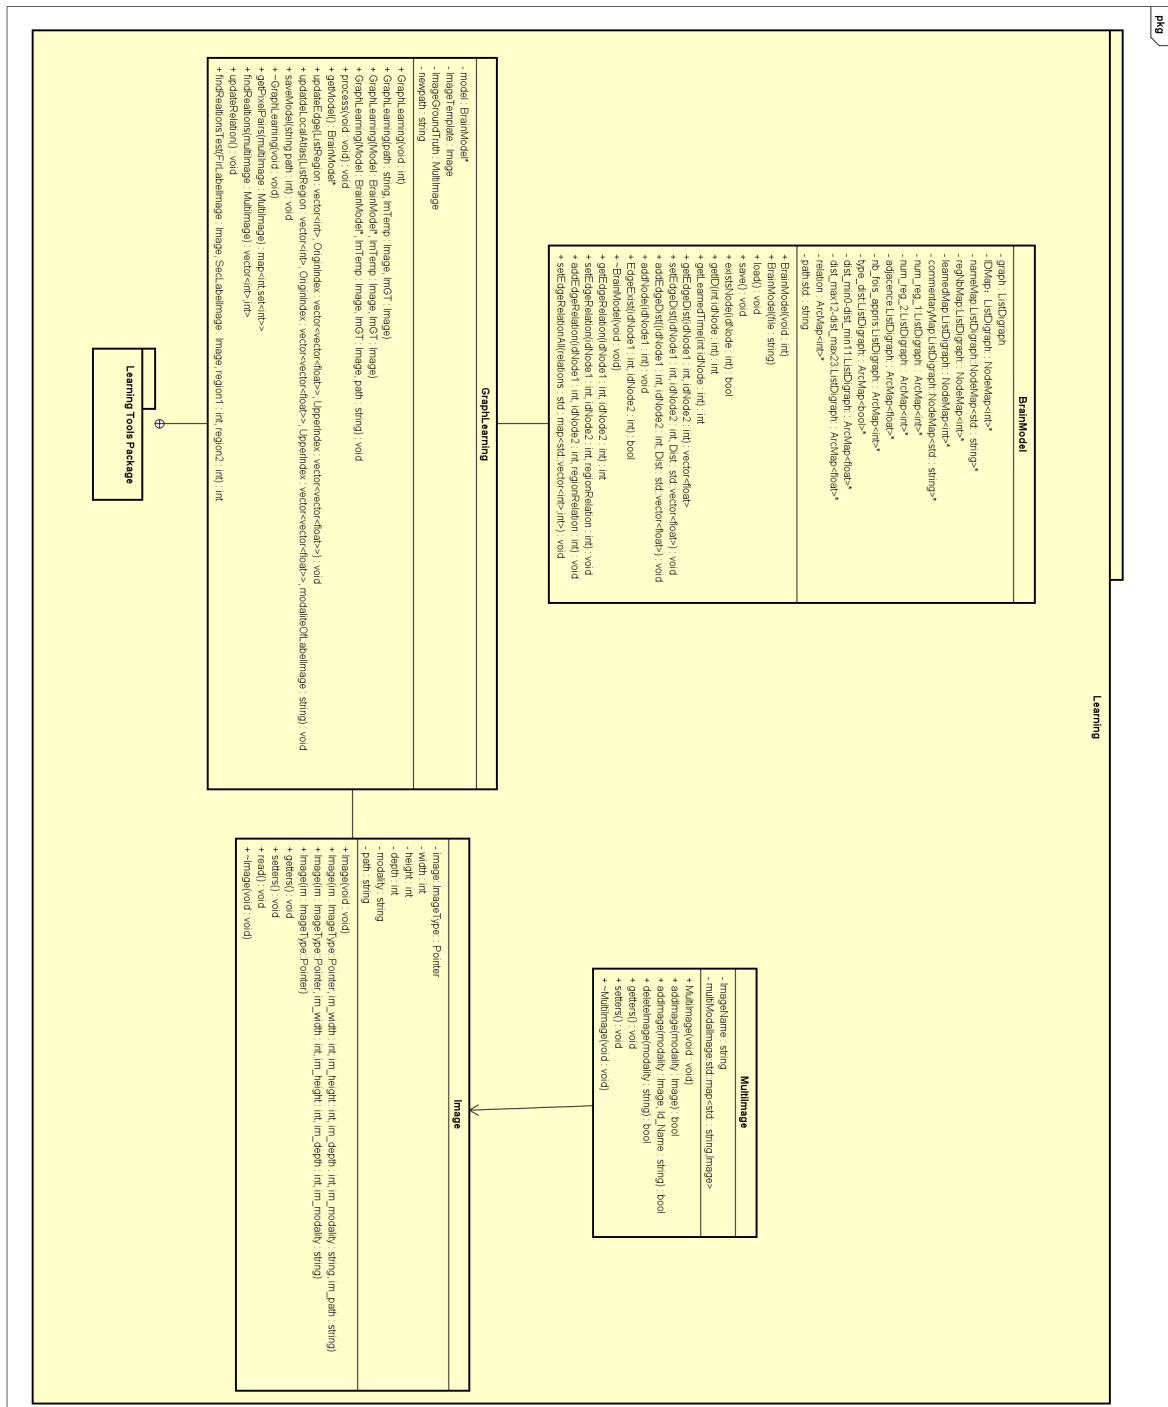 pkg
Learning
BrainModel
- graph : ListDigraph
- IDMap: : ListDigraph: : NodeMap<int>*
- nameMap:ListDigraph::NodeMap<std: : string>*
- regNbMap:ListDigraph: : NodeMap<int>*
- learnedMap:ListDigraph: : NodeMap<int>*
- commentaryMap:ListDigraph:NodeMap<std : string>*
- num_reg_1:ListDigraph: : ArcMap<int>*
- num_reg_2:ListDigraph: : ArcMap<int>*
- adjacence:ListDigraph: : ArcMap<float>*
- nb_fois_appris:ListDigraph: : ArcMap<int>*
- type_dist:ListDigraph: : ArcMap<bool>*
- dist_min0-dist_min11:ListDigraph: : ArcMap<float>*
- dist_max12-dist_max23:ListDigraph: : ArcMap<float>*
- relation : ArcMap<int>*
- path:std : string
+ BrainModel(void : int)
+ BrainModel(file : string)
+ load() : void
+ save() : void
+ existsNode(idNode : int) : bool
+ getID(int idNode : int) : int
+ getLearnedTime(int idNode : int) : int
+ getEdgeDist(idNode1 : int, idNode2 : int) : vector<float>
+ setEdgeDist(idNode1 : int, idNode2 : int, Dist : std::vector<float>) : void
+ addEdgeDist((idNode1 : int, idNode2 : int, Dist : std::vector<float>) : void
+ addNode(idNode1 : int) : void
+ EdgeExist(idNode1 : int, idNode2 : int) : bool
+ ~BrainModel(void : void)
+ getEdgeRelation(idNode1 : int, idNode2 : int) : int
+ setEdgeRelation(idNode1 : int, idNode2 : int, regionRelation : int) : void
+ addEdgeRelation(idNode1 : int, idNode2 : int, regionRelation : int) : void
+ setEdgeRelationAll(relations : std : map<std::vector<int>,int>) : void
MultiImage
- ImageName : string
- multiModalImage:std::map<std: : string,Image>
+ MultiImage(void : void)
+ addImage(modality : Image) : bool
+ addImage(modality : Image, Id_Name : string) : bool
+ deleteImage(modality : string) : bool
+ getters() : void
+ setters() : void
+ ~MultiImage(void : void)
GraphLearning
- model : BrainModel*
- ImageTemplate : Image
- ImageGroundTruth : MultiImage
- newpath : string
+ GraphLearning(void : int)
+ GraphLearning(path : string, ImTemp : Image, ImGT : Image)
+ GraphLearning(Model : BrainModel*, ImTemp : Image, ImGT : Image)
+ GraphLearning(Model : BrainModel*, ImTemp : Image, ImGT : Image, path : string) : void
+ process(void : void) : void
+ getModel() : BrainModel*
+ updateEdge(ListRegion : vector<int>, OriginIndex : vector<vector<float>>, UpperIndex : vector<vector<float>>) : void
+ updateLocalAtlas(ListRegion : vector<int>, OriginIndex : vector<vector<float>>, UpperIndex : vector<vector<float>>, modaliteOfLabelImage : string) : void
+ saveModel(string path : int) : void
+ ~GraphLearning(void : void)
+ getPixelPairs(multiImage : MultiImage) : map<int,set<int>>
+ findRealtions(multiImage : MultiImage) : vector<int>,int>
+ updateRelation() : void
+ findRealtionsTest(FirLabelImage : Image, SecLabelImage : Image, region1 : int, region2 : int) : int
Image
- image: ImageType : : Pointer
- width : int
- height : int
- depth : int
- modality : string
- path : string
+ Image(void : void)
+ Image(im : ImageType::Pointer, im_width : int, im_height : int, im_depth : int, im_modality : string, im_path : string)
+ Image(im : ImageType::Pointer, im_width : int, im_height : int, im_depth : int, im_modality : string)
+ Image(im : ImageType::Pointer)
+ getters() : void
+ setters() : void
+ read() : void
+ ~Image(void : void)
Learning Tools Package